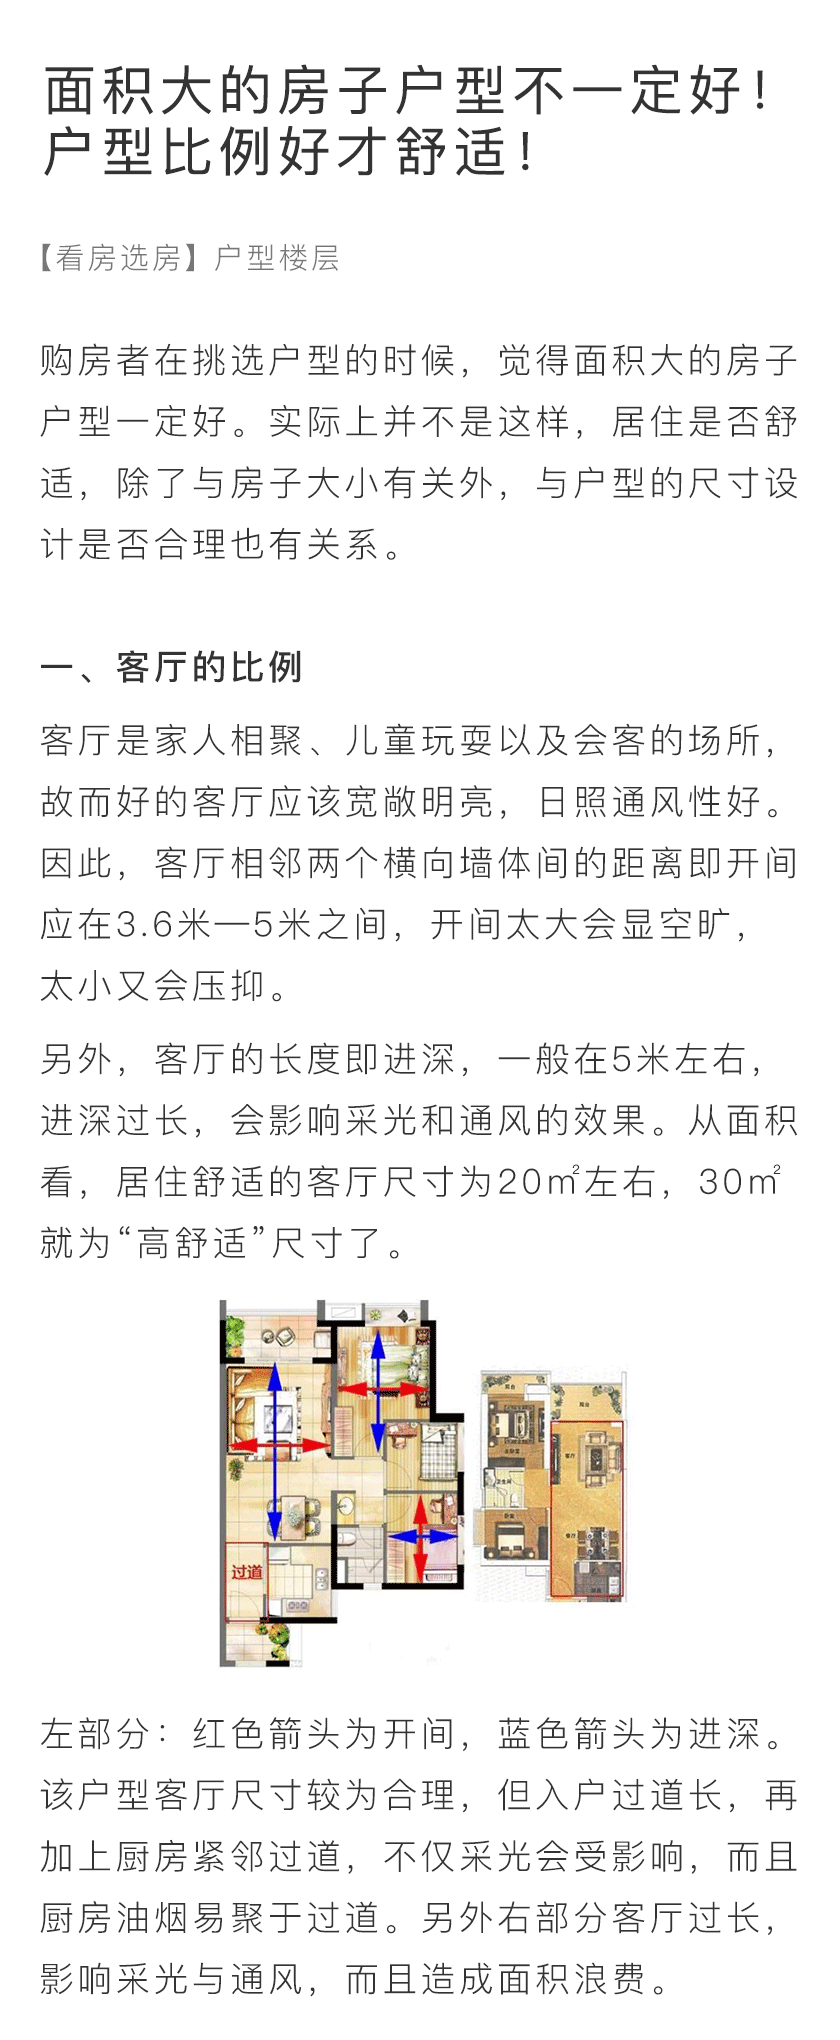 面积大的房子户型不一定好！
户型比例好才舒适！
【看房选房】户型楼层
购房者在挑选户型的时候，觉得面积大的房子
户型一定好。实际上并不是这样，居住是否舒
适，除了与房子大小有关外，与户型的尺寸设
计是否合理也有关系。
一、客厅的比例
客厅是家人相聚、儿童玩耍以及会客的场所，
故而好的客厅应该宽敞明亮，日照通风性好。
因此，客厅相邻两个横向墙体间的距离即开间
应在3.6米—5米之间，开间太大会显空旷，
太小又会压抑。
另外，客厅的长度即进深，一般在5米左右，
进深过长，会影响采光和通风的效果。从面积
看，居住舒适的客厅尺寸为20㎡左右，30㎡
就为“高舒适”尺寸了。
阳台
阳台
主卧室
客厅
卫生间
卧室
餐厅
过道
左部分：红色箭头为开间，蓝色箭头为进深。
该户型客厅尺寸较为合理，但入户过道长，再
加上厨房紧邻过道，不仅采光会受影响，而且
厨房油烟易聚于过道。另外右部分客厅过长，
影响采光与通风，而且造成面积浪费。